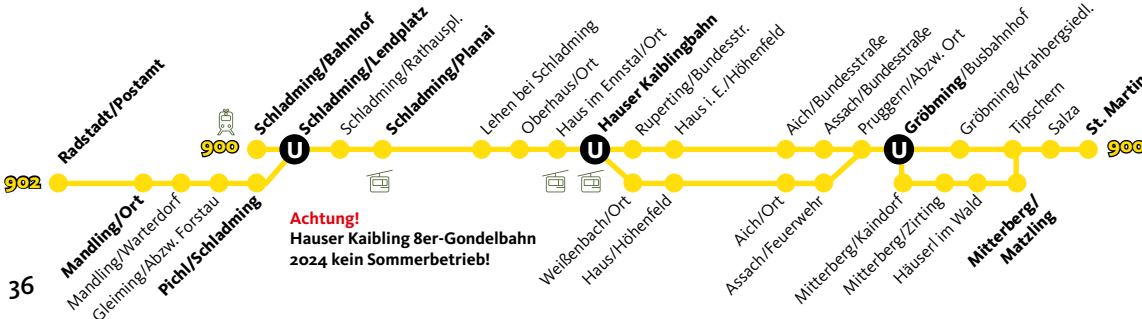 Radstadt/Postamt
Schladming/Bahnhof
Schladming/Lendplatz
Schladming/Rathauspl.
Schladming/Planai
Lehen bei Schladming
Oberhaus/Ort
Haus im Ennstal/Ort
Hauser Kaiblingbahn
Ruperting/Bundesstr.
Haus i. E./Höhenfeld
Aich/Bundesstraße
Assach/Bundesstraße
Pruggern/Abzw. Ort
Gröbming/Busbahnhof
Gröbming/Krahbergsiedl.
Tipschern
Salza
St. Martin
900
U
U
U
900
902
Mandling/Ort
Mandling/Warterdorf
Gleiming/Abzw. Forstau
Pichl/Schladming
Achtung!
Hauser Kaibling 8er-Gondelbahn
2024 kein Sommerbetrieb!
Weißenbach/Ort
Haus/Höhenfeld
Aich/Ort
Assach/Feuerwehr
Mitterberg/Kaindorf
Mitterberg/Zirting
Häuserl im Wald
Mitterberg/
Matzling
36